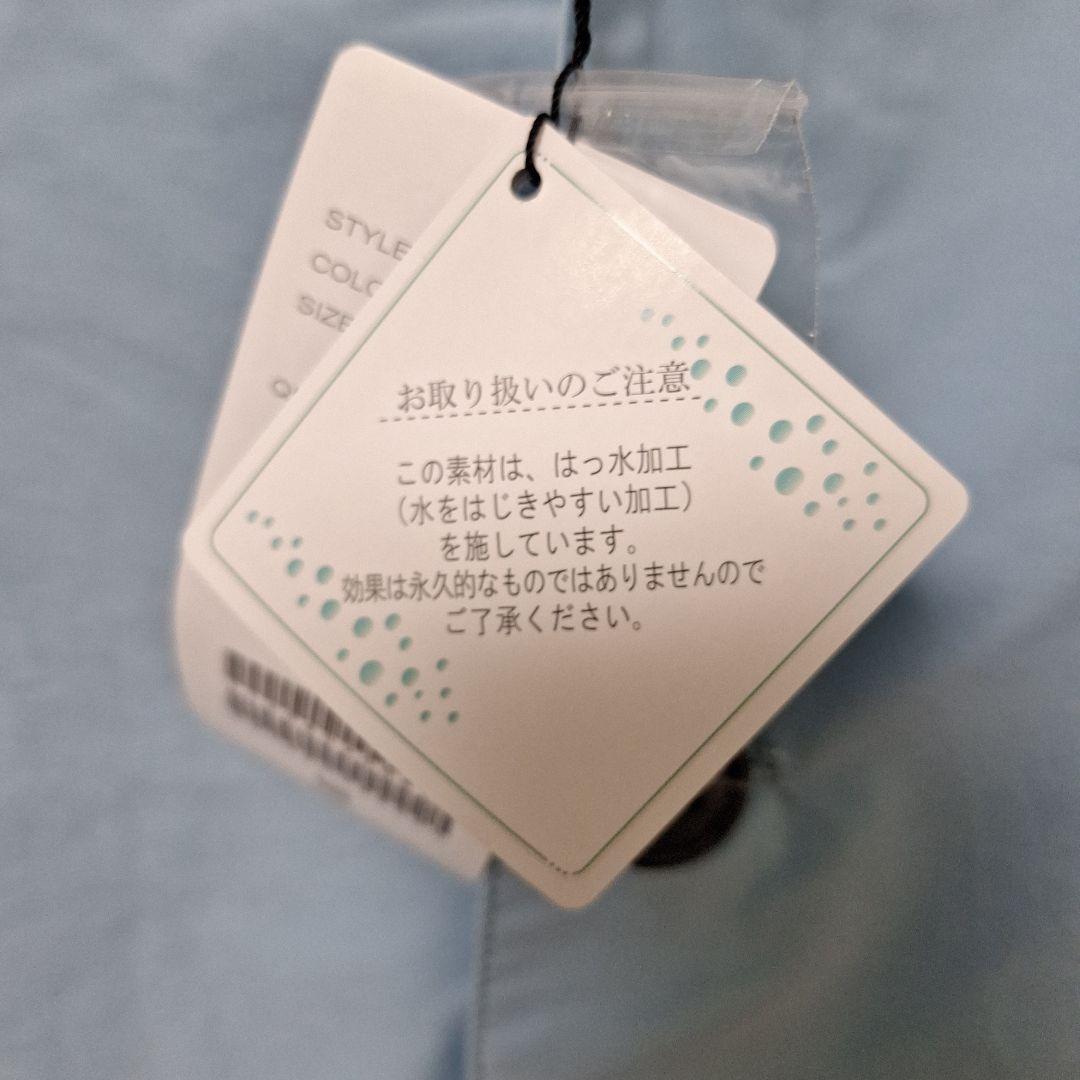 STYLE
COLO
SIZE
お取り扱いのご注意
この素材は、はっ水加工
(水をはじきやすい加工)
を施しています。
効果は永久的なものではありませんので
ご了承ください。